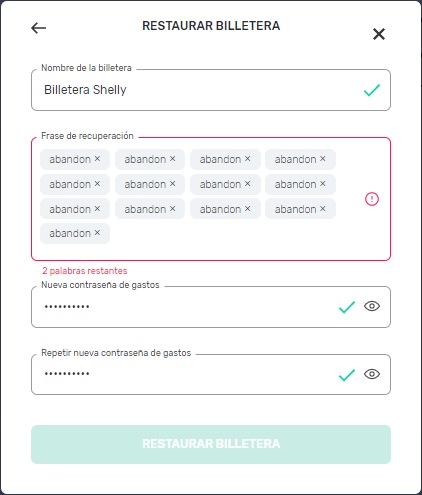 RESTAURAR BILLETERA
Nombre de la billetera
Billetera Shelly
Frase de recuperación
abandon × abandon × abandon × abandon ×
abandon × abandon × abandon × abandon ×
abandon × abandon × abandon × abandon ×
abandon ×
2 palabras restantes
Nueva contraseña de gastos
••••••••••
Repetir nueva contraseña de gastos
••••••••••
RESTAURAR BILLETERA